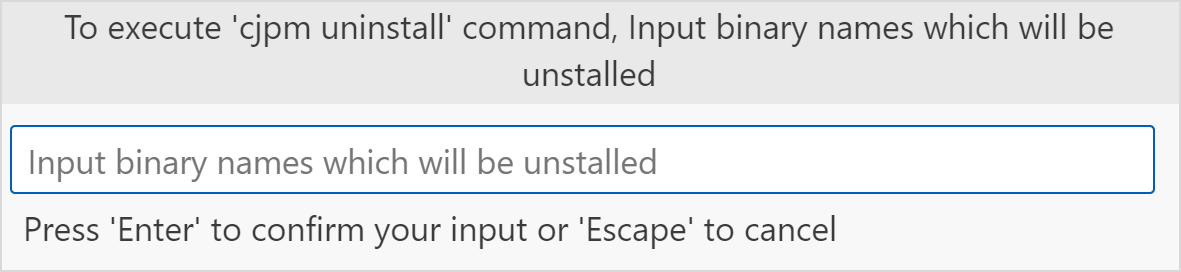 To execute 'cjpm uninstall' command, Input binary names which will be
unstalled
Input binary names which will be unstalled
Press 'Enter' to confirm your input or 'Escape' to cancel